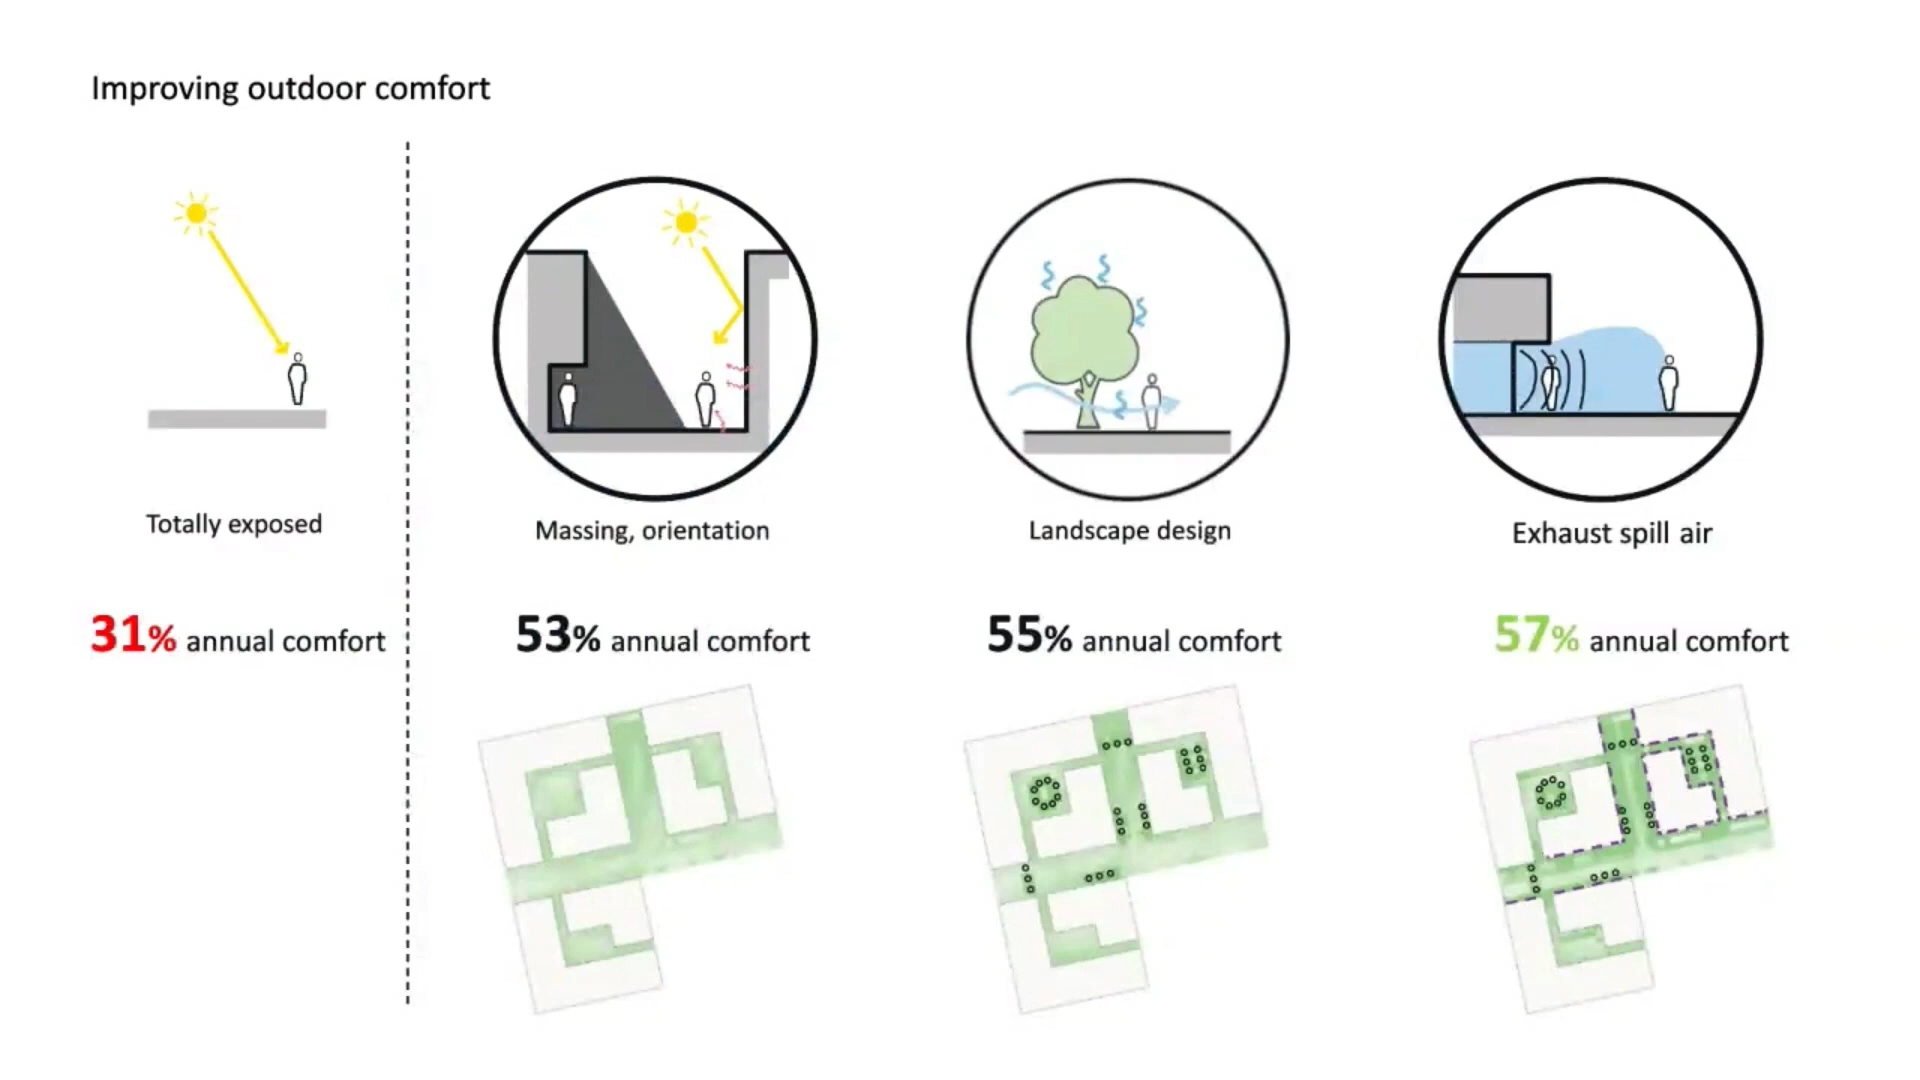 Improving outdoor comfort
Totally exposed
31% annual comfort
Massing, orientation
53% annual comfort
Landscape design
55% annual comfort
Exhaust spill air
57% annual comfort